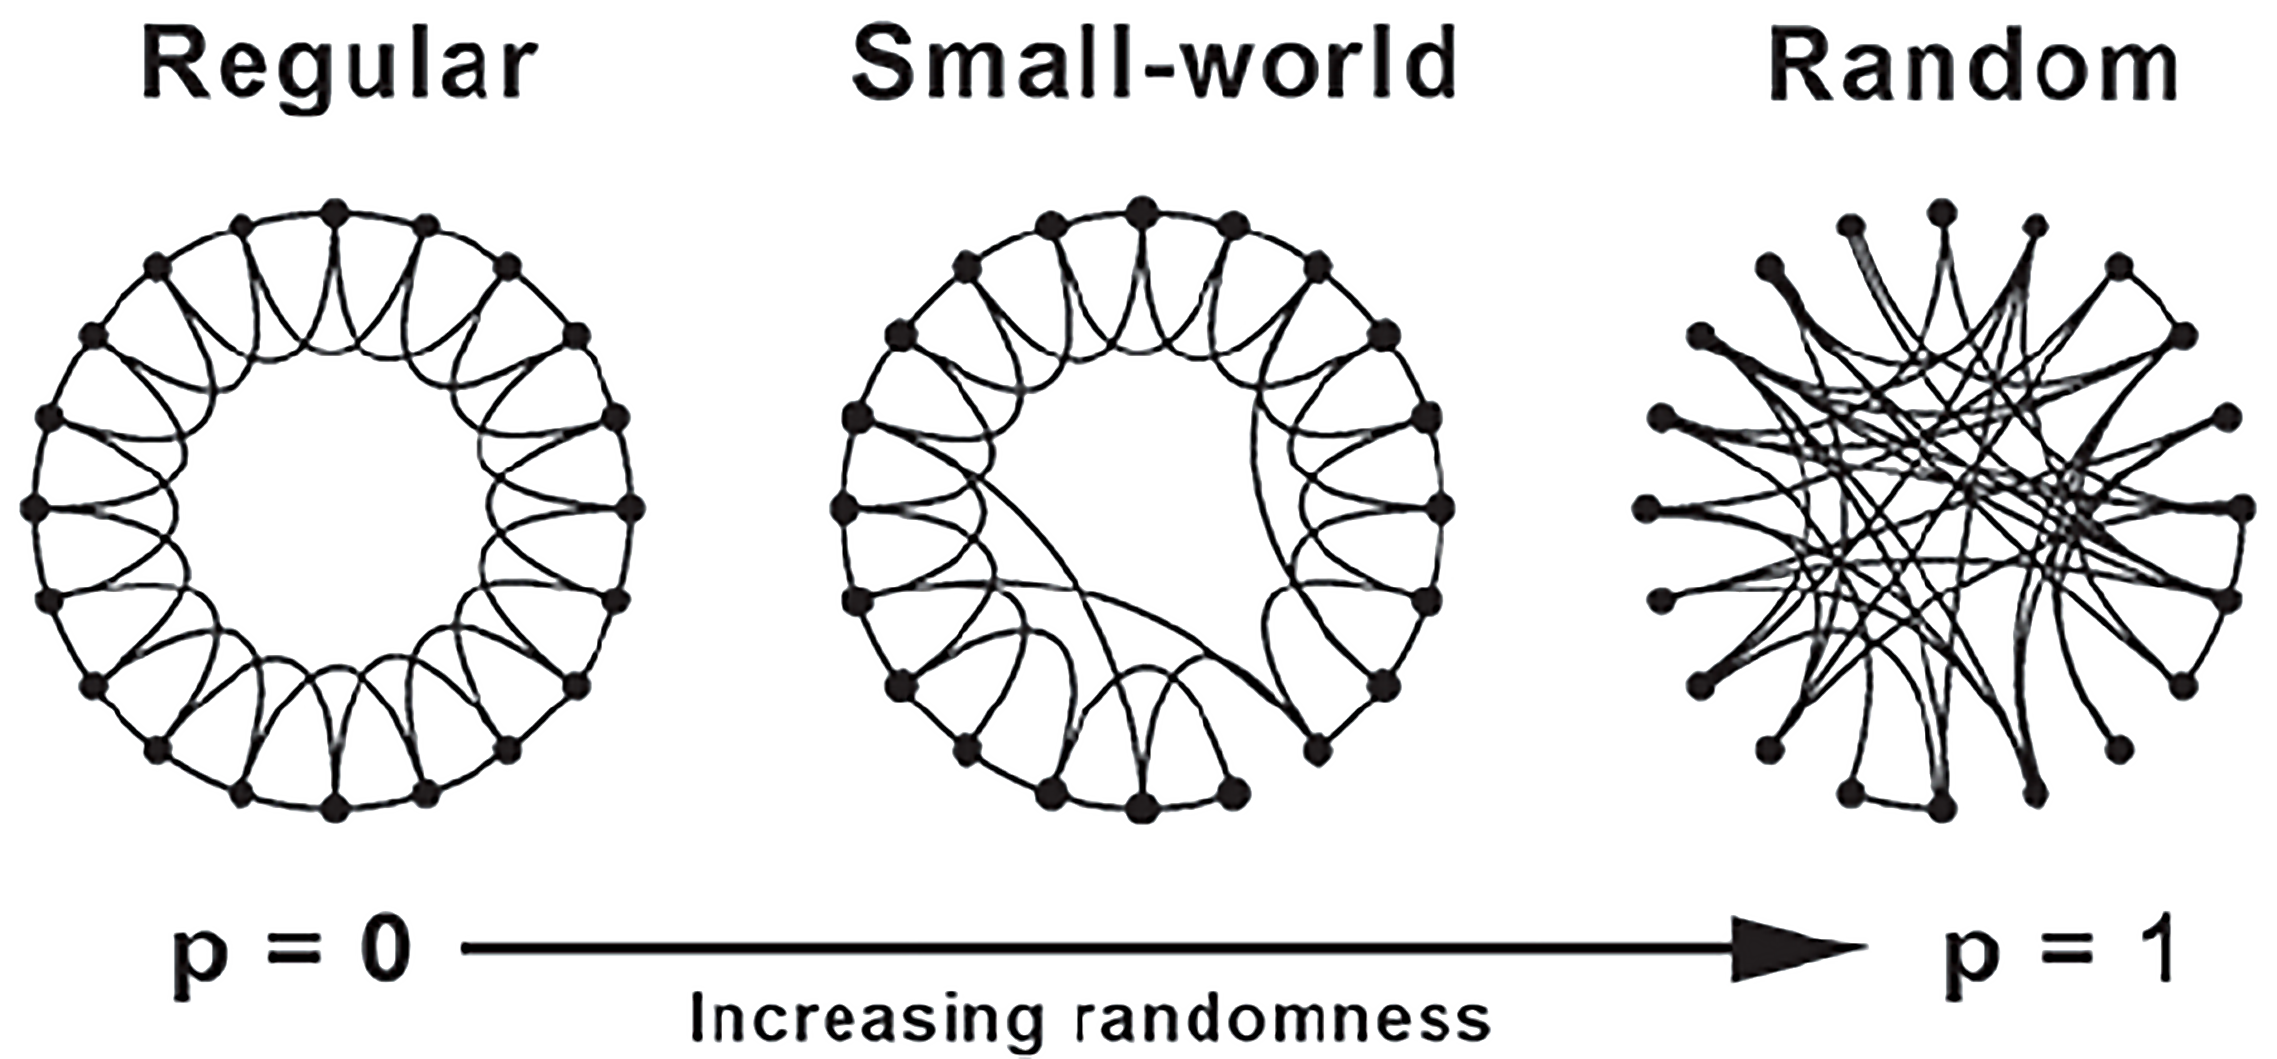 Regular Small-world Random
p = 0 p = 1
Increasing randomness